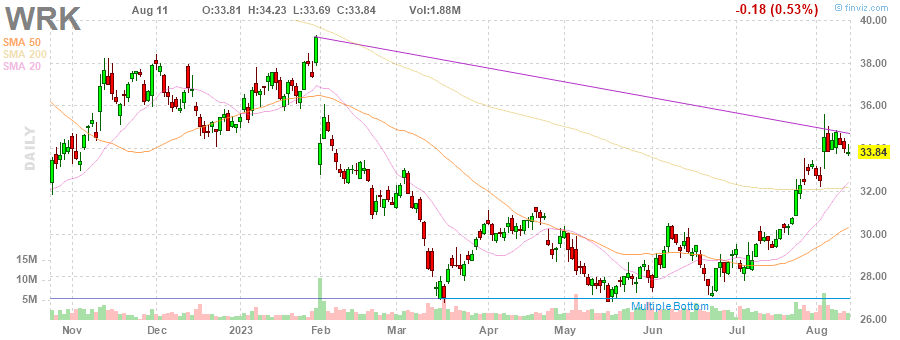 WRK Aug 11 O:33.81 H:34.23 L:33.69 C:33.84 Vol:1.88M -0.18 (0.53%) © finviz.com
SMA 50
SMA 200
SMA 20
DAILY
40.00
38.00
36.00
34.00
33.84
32.00
30.00
28.00
26.00
15M
10M
5M
Multiple Bottom
Nov Dec 2023 Feb Mar Apr May Jun Jul Aug